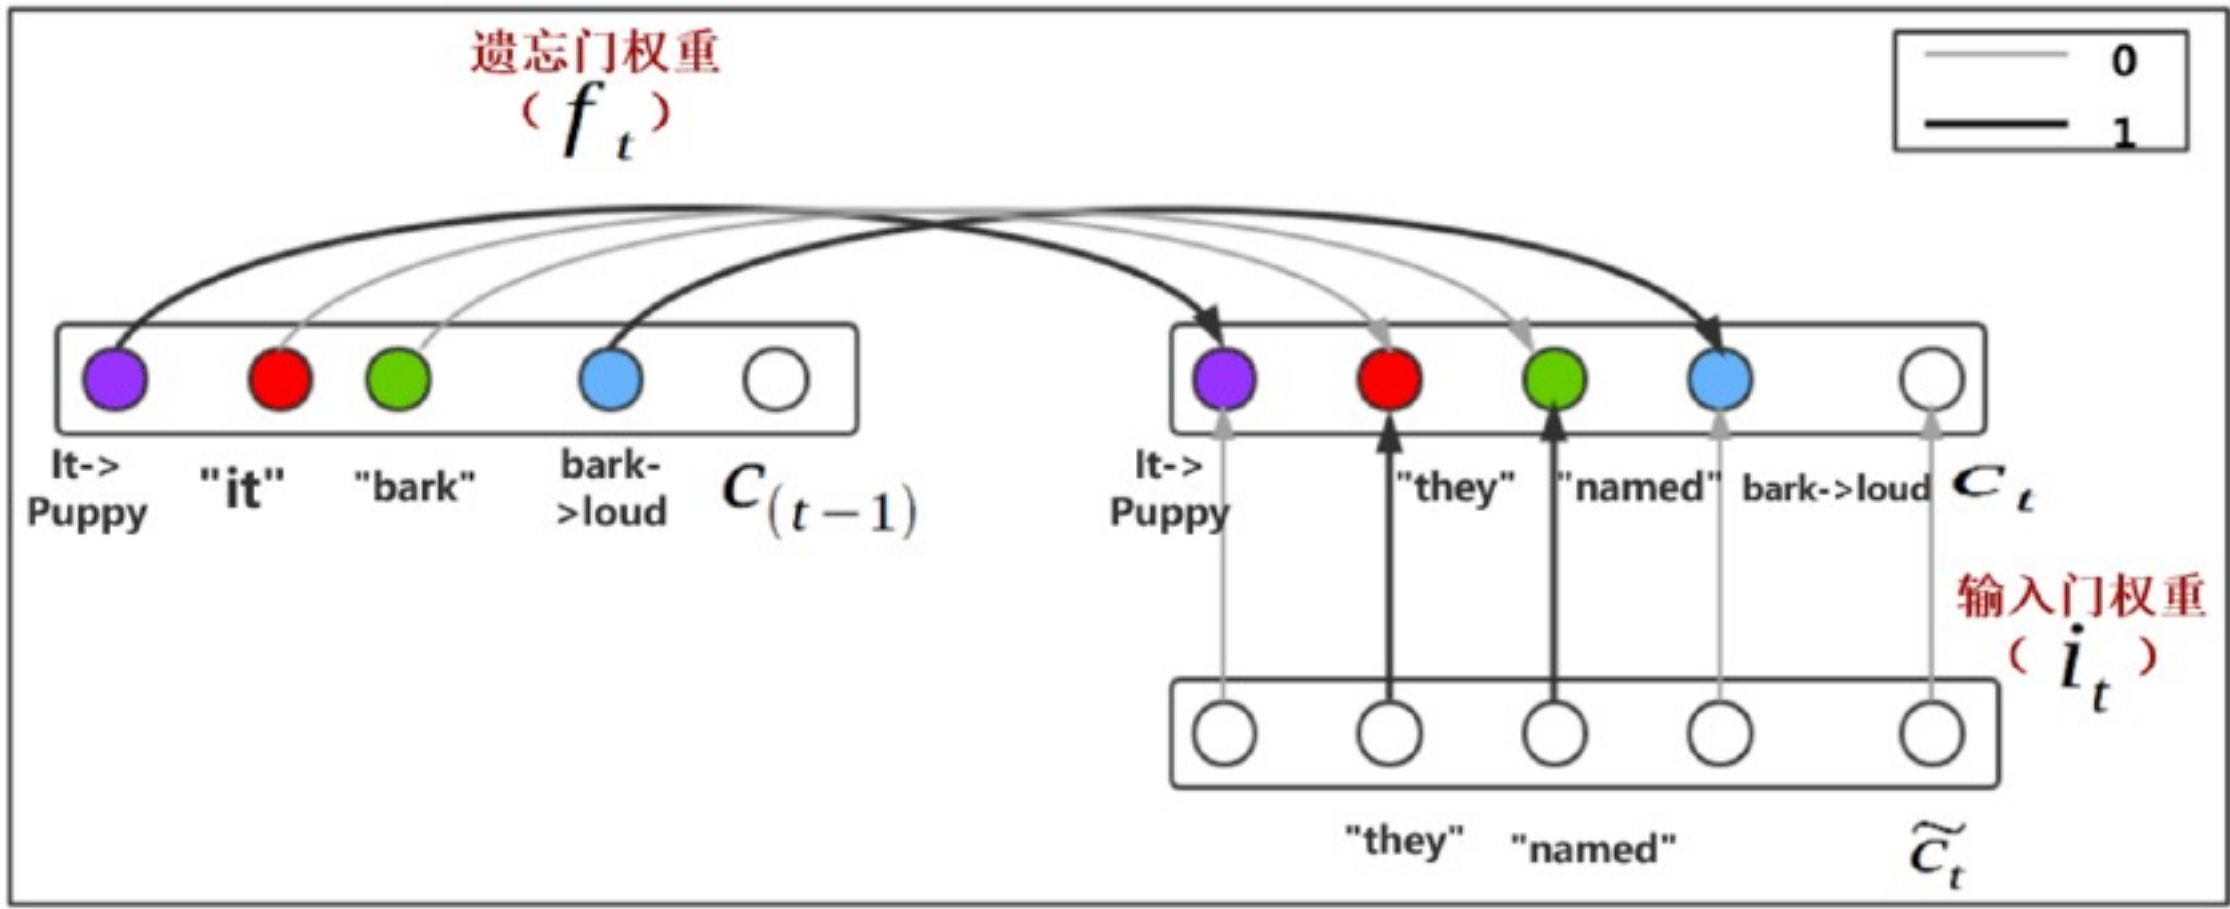 遗忘门权重
( f t )
0
1
It->
Puppy
"it"
"bark"
bark-
>loud
C(t−1)
It->
Puppy
"they"
"named"
bark->loud
C t
输入门权重
( i t )
"they"
"named"
c̃ t